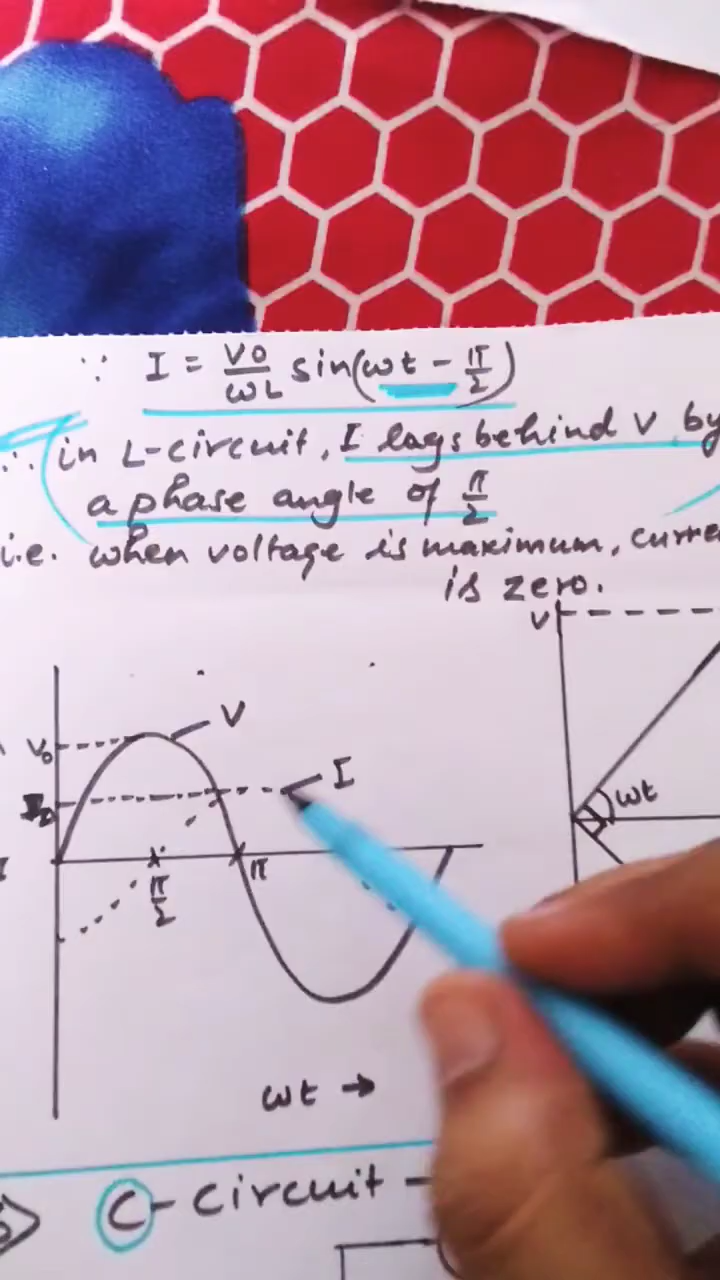 ∵ I = V0/ωL sin(ωt - π/2)
∴ in L-circuit, I lags behind V by
a phase angle of π/2
i.e. when voltage is maximum, curre
is zero.
V
V
V0
I
I0
ωt
π/2
π
ωt →
C-circuit -